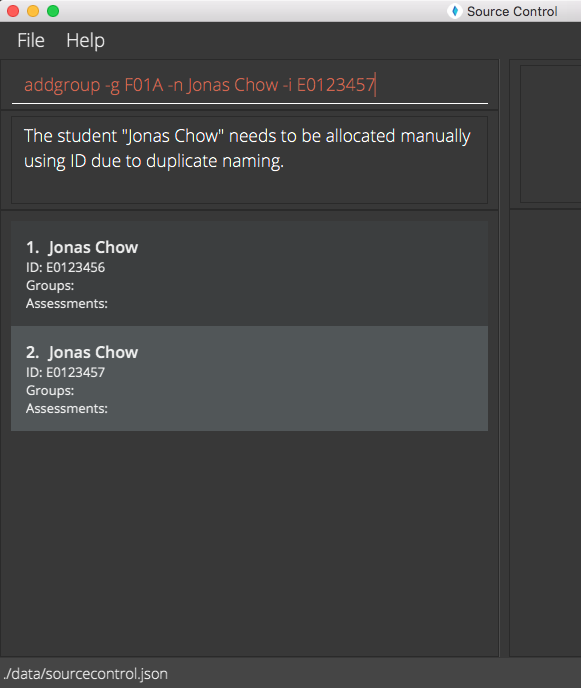 Source Control
File Help
addgroup -g F01A -n Jonas Chow -i E0123457
The student "Jonas Chow" needs to be allocated manually
using ID due to duplicate naming.
1. Jonas Chow
ID: E0123456
Groups:
Assessments:
2. Jonas Chow
ID: E0123457
Groups:
Assessments:
./data/sourcecontrol.json